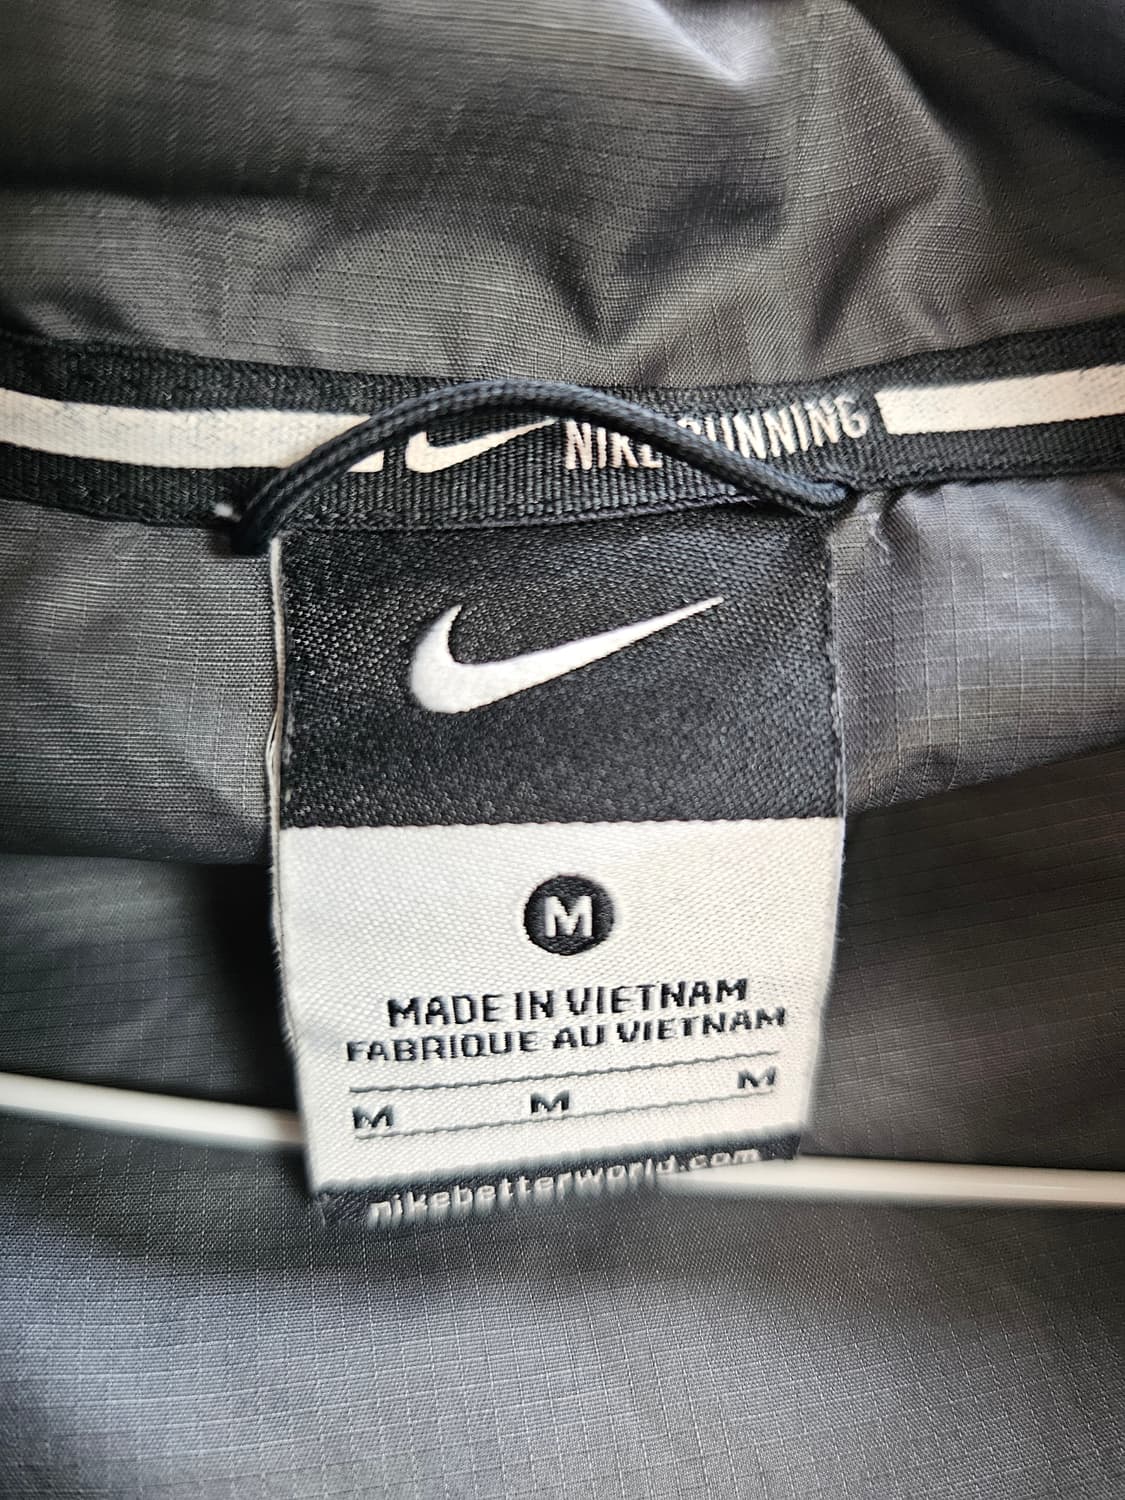 NIKE RUNNING
M
MADE IN VIETNAM
FABRIQUE AU VIETNAM
M M M
nikebetterworld.com